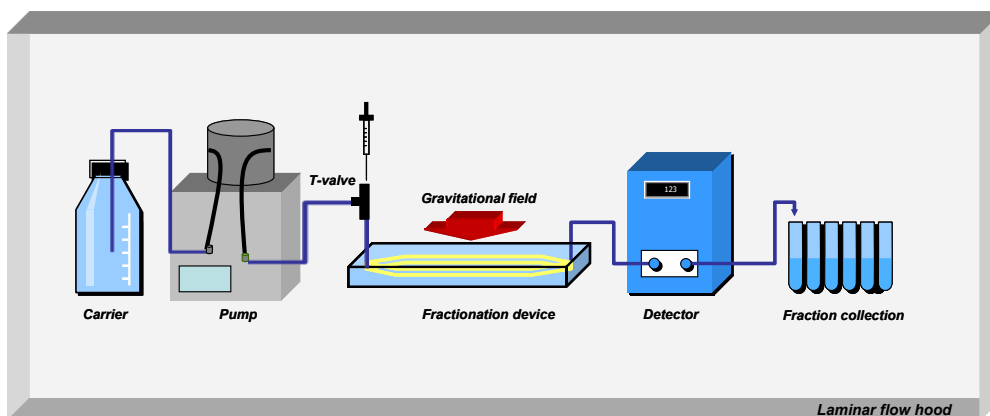 T-valve
Gravitational field
123
Carrier
Pump
Fractionation device
Detector
Fraction collection
Laminar flow hood